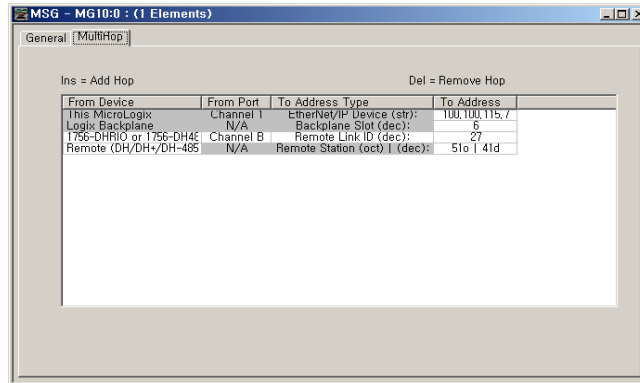 MSG - MG10:0 : (1 Elements)
General MultiHop
Ins = Add Hop Del = Remove Hop
From Device From Port To Address Type To Address
This MicroLogix Channel 1 EtherNet/IP Device (str): 100,100,115,7
Logix Backplane N/A Backplane Slot (dec): 6
1756-DHRIO or 1756-DH48 Channel B Remote Link ID (dec): 27
Remote (DH/DH+/DH-485 N/A Remote Station (oct) | (dec): 51o | 41d